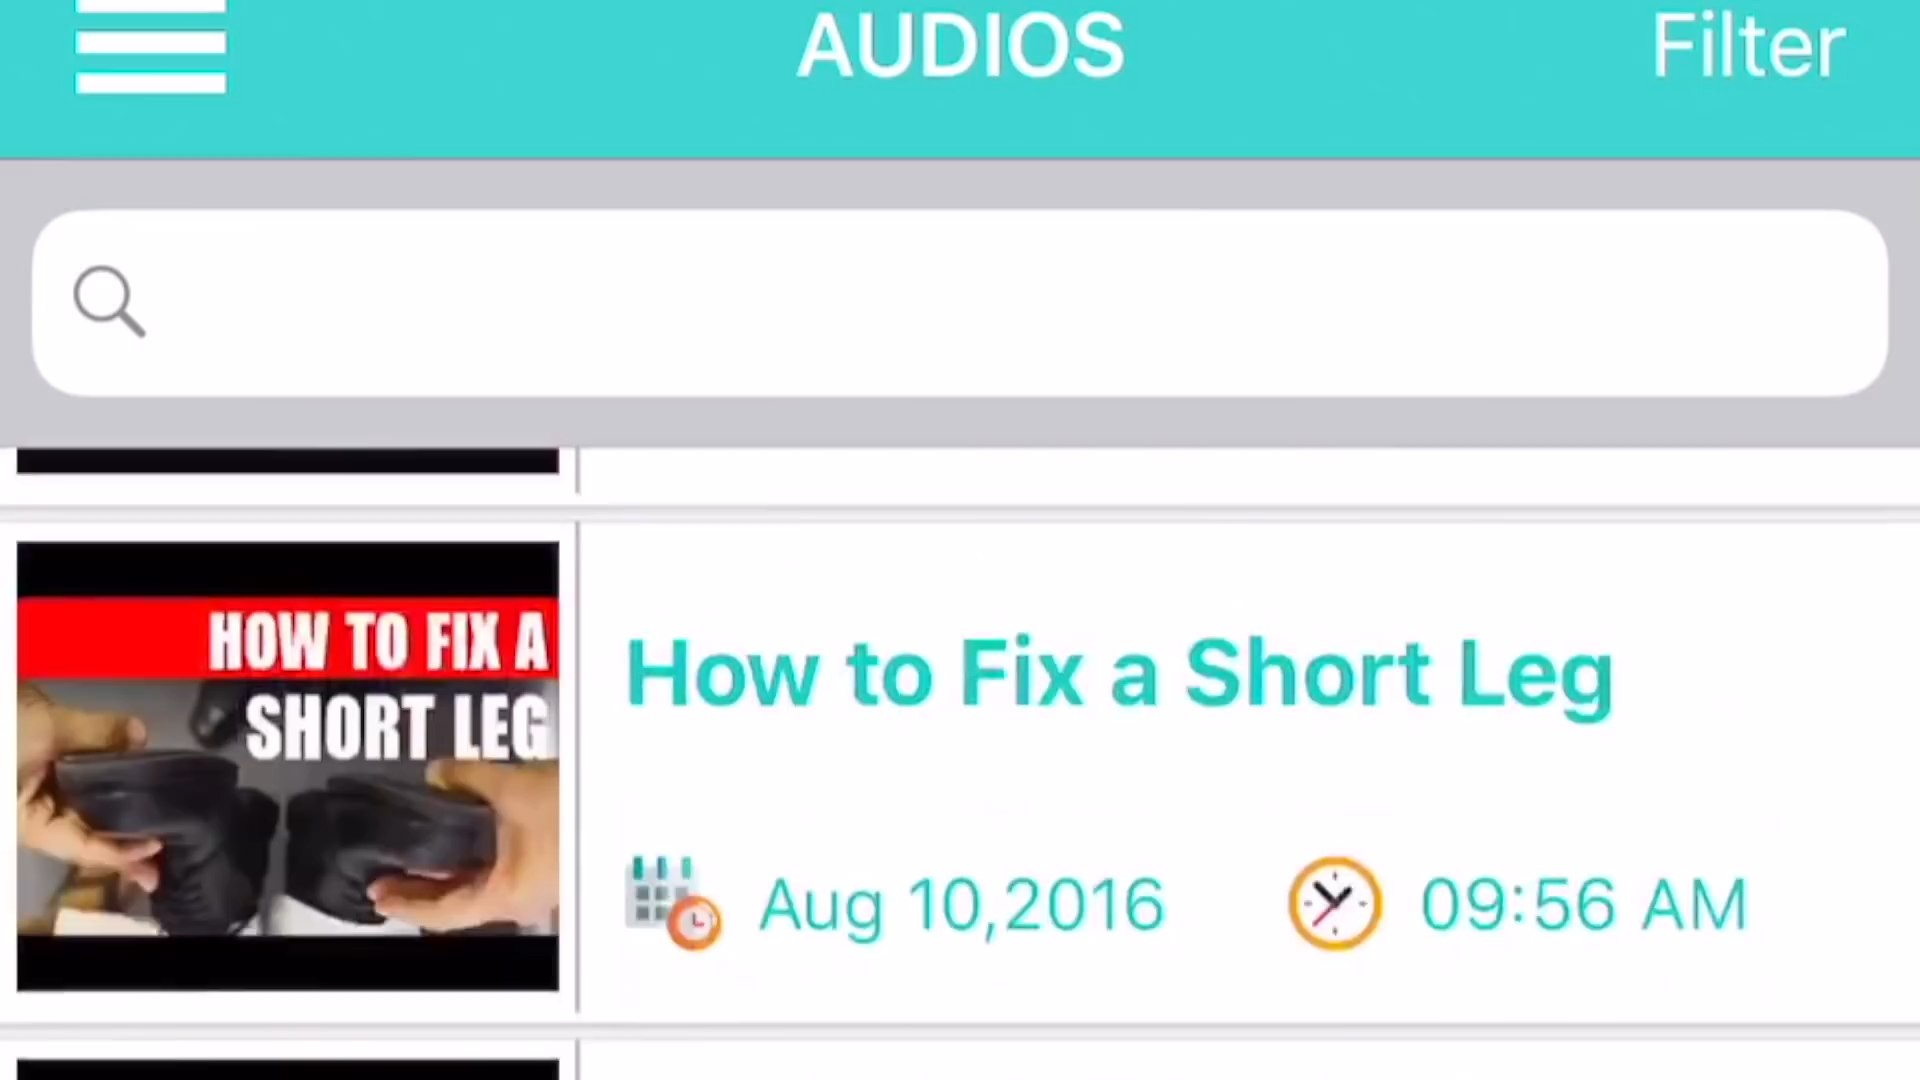 AUDIOS
Filter
HOW TO FIX A
SHORT LEG
How to Fix a Short Leg
Aug 10,2016
09:56 AM